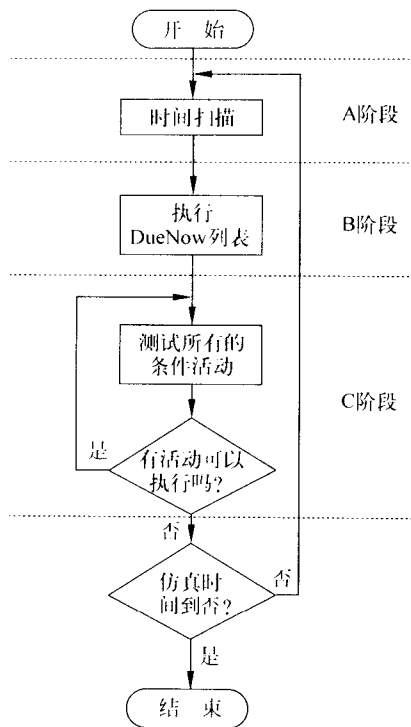 开 始
时间扫描
A阶段
执行
DueNow列表
B阶段
测试所有的
条件活动
C阶段
是
有活动可以
执行吗?
否
仿真时
间到否?
否
是
结 束